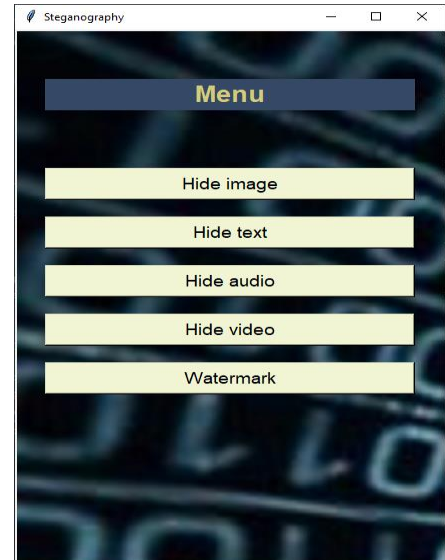 Steganography
Menu
Hide image
Hide text
Hide audio
Hide video
Watermark